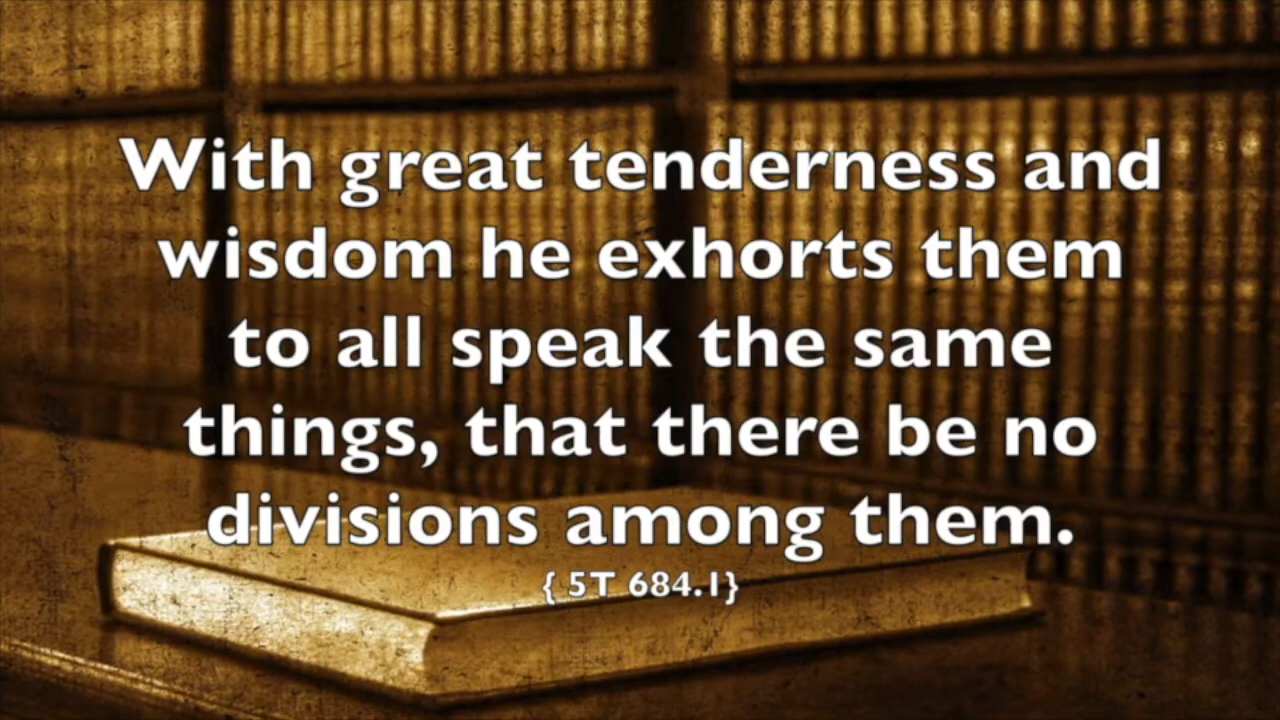 With great tenderness and
wisdom he exhorts them
to all speak the same
things, that there be no
divisions among them.
{ 5T 684.1}